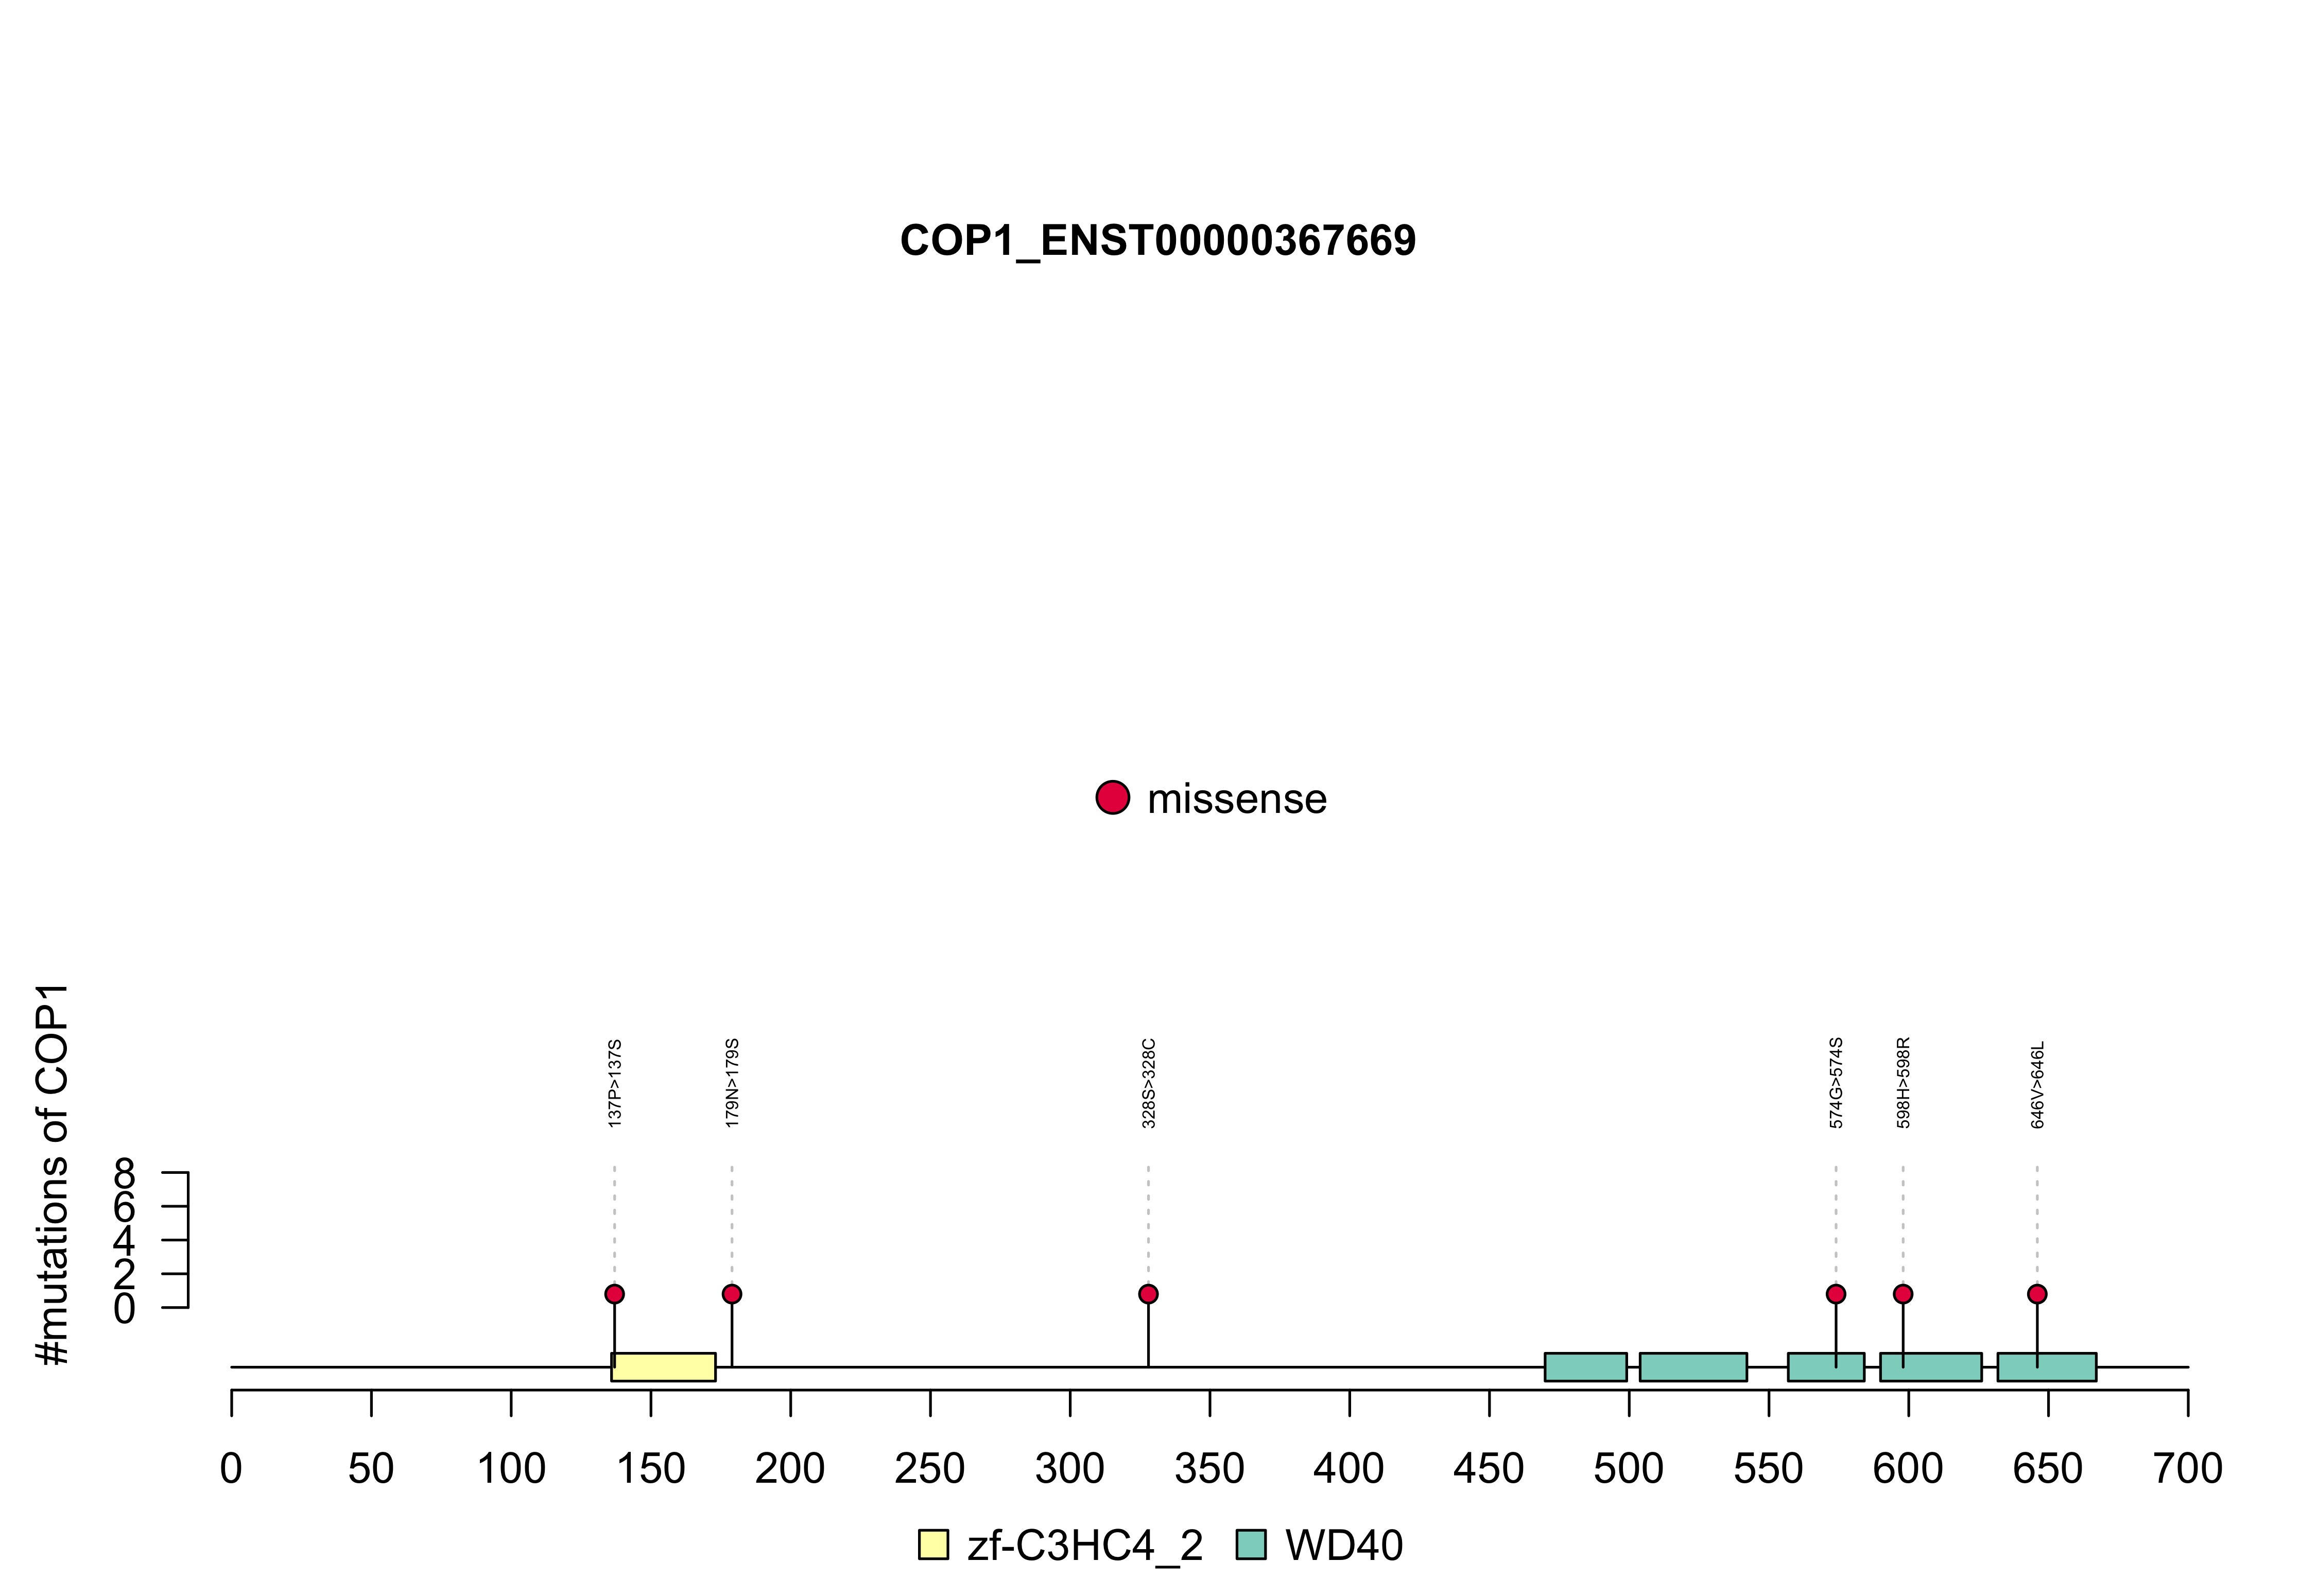 COP1_ENST00000367669
missense
#mutations of COP1
137P>137S
179N>179S
328S>328C
574G>574S
598H>598R
646V>646L
8
6
4
2
0
0 50 100 150 200 250 300 350 400 450 500 550 600 650 700
zf-C3HC4_2 WD40